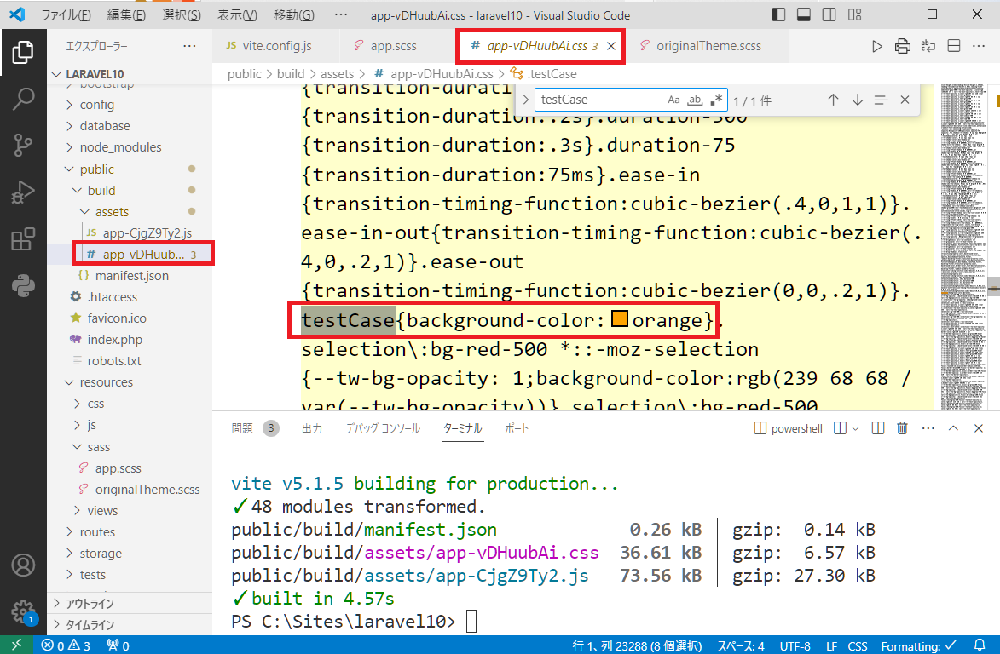 ファイル(F) 編集(E) 選択(S) 表示(V) 移動(G) ··· app-vDHuubAi.css - laravel10 - Visual Studio Code
エクスプローラー ···
JS vite.config.js
app.scss
# app-vDHuubAi.css 3
originalTheme.scss
public > build > assets > # app-vDHuubAi.css > .testCase
testCase
Aa ab .* 1 / 1 件
LARAVEL10
bootstrap
config
database
node_modules
public
build
assets
JS app-CjgZ9Ty2.js
# app-vDHuub... 3
{} manifest.json
.htaccess
favicon.ico
index.php
robots.txt
resources
css
js
sass
app.scss
originalTheme.scss
views
routes
storage
tests
アウトライン
タイムライン
{transition-dura
{transition-duration:.2s}.duration-300
{transition-duration:.3s}.duration-75
{transition-duration:75ms}.ease-in
{transition-timing-function:cubic-bezier(.4,0,1,1)}.
ease-in-out{transition-timing-function:cubic-bezier(.
4,0,.2,1)}.ease-out
{transition-timing-function:cubic-bezier(0,0,.2,1)}.
testCase{background-color:orange}.
selection\:bg-red-500 *::-moz-selection
{--tw-bg-opacity: 1;background-color:rgb(239 68 68 /
var(--tw-bg-opacity))}.selection\:bg-red-500
問題 3 出力 デバッグ コンソール ターミナル ポート powershell ···
vite v5.1.5 building for production...
✓ 48 modules transformed.
public/build/manifest.json 0.26 kB │ gzip: 0.14 kB
public/build/assets/app-vDHuubAi.css 36.61 kB │ gzip: 6.57 kB
public/build/assets/app-CjgZ9Ty2.js 73.56 kB │ gzip: 27.30 kB
✓ built in 4.57s
PS C:\Sites\laravel10>
1
0 3 0 行 1、列 23288 (8 個選択) スペース: 4 UTF-8 LF CSS Formatting: ✓